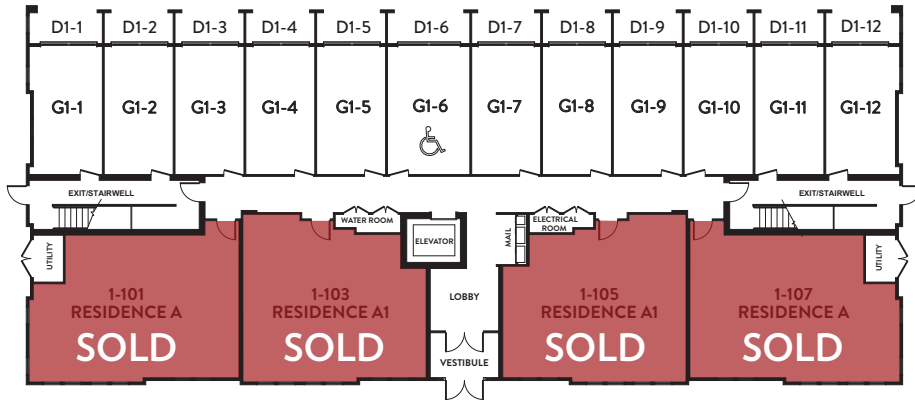 D1-1 D1-2 D1-3 D1-4 D1-5 D1-6 D1-7 D1-8 D1-9 D1-10 D1-11 D1-12
G1-1 G1-2 G1-3 G1-4 G1-5 G1-6 G1-7 G1-8 G1-9 G1-10 G1-11 G1-12
EXIT/STAIRWELL
EXIT/STAIRWELL
WATER ROOM
ELECTRICAL
ROOM
MAIL
ELEVATOR
UTILITY
UTILITY
LOBBY
1-101
RESIDENCE A
SOLD
1-103
RESIDENCE A1
SOLD
1-105
RESIDENCE A1
SOLD
1-107
RESIDENCE A
SOLD
VESTIBULE